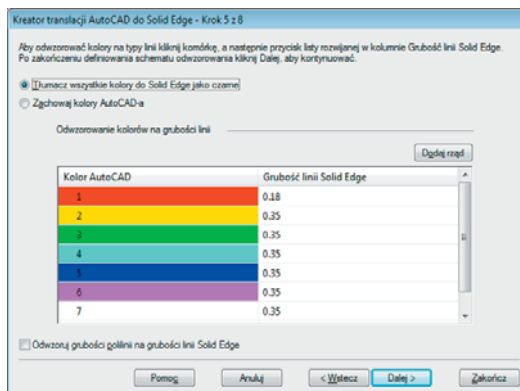 Kreator translacji AutoCAD do Solid Edge - Krok 5 z 8
Aby odwzorować kolory na typy linii kliknij komórkę, a następnie przycisk listy rozwijanej w kolumnie Grubość linii Solid Edge.
Po zakończeniu definiowania schematu odwzorowania kliknij Dalej, aby kontynuować.
Tłumacz wszystkie kolory do Solid Edge jako czarne
Zachowaj kolory AutoCAD-a
Odwzorowanie kolorów na grubości linii
Dodaj rząd
Kolor AutoCAD Grubość linii Solid Edge
1 0.18
2 0.35
3 0.35
4 0.35
5 0.35
6 0.35
7 0.35
Odwzoruj grubości polilinii na grubości linii Solid Edge
Pomoc Anuluj < Wstecz Dalej > Zakończ